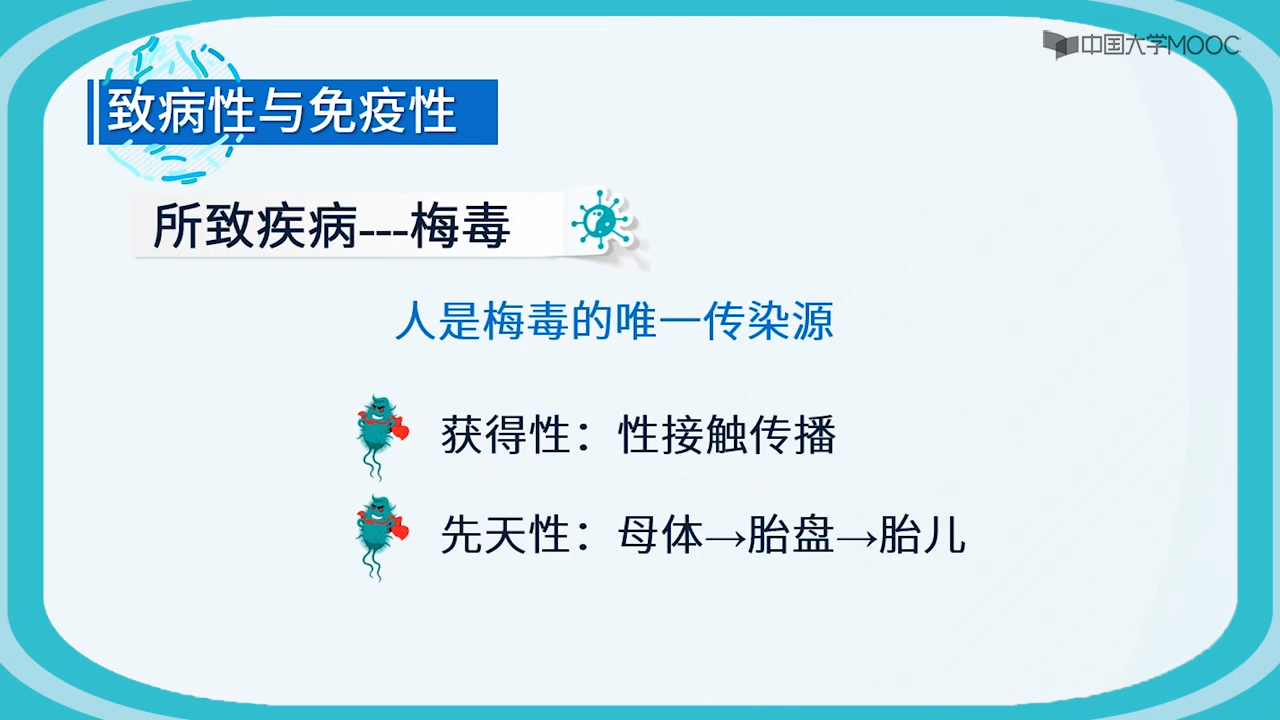 中国大学MOOC
致病性与免疫性
所致疾病---梅毒
人是梅毒的唯一传染源
获得性：性接触传播
先天性：母体→胎盘→胎儿